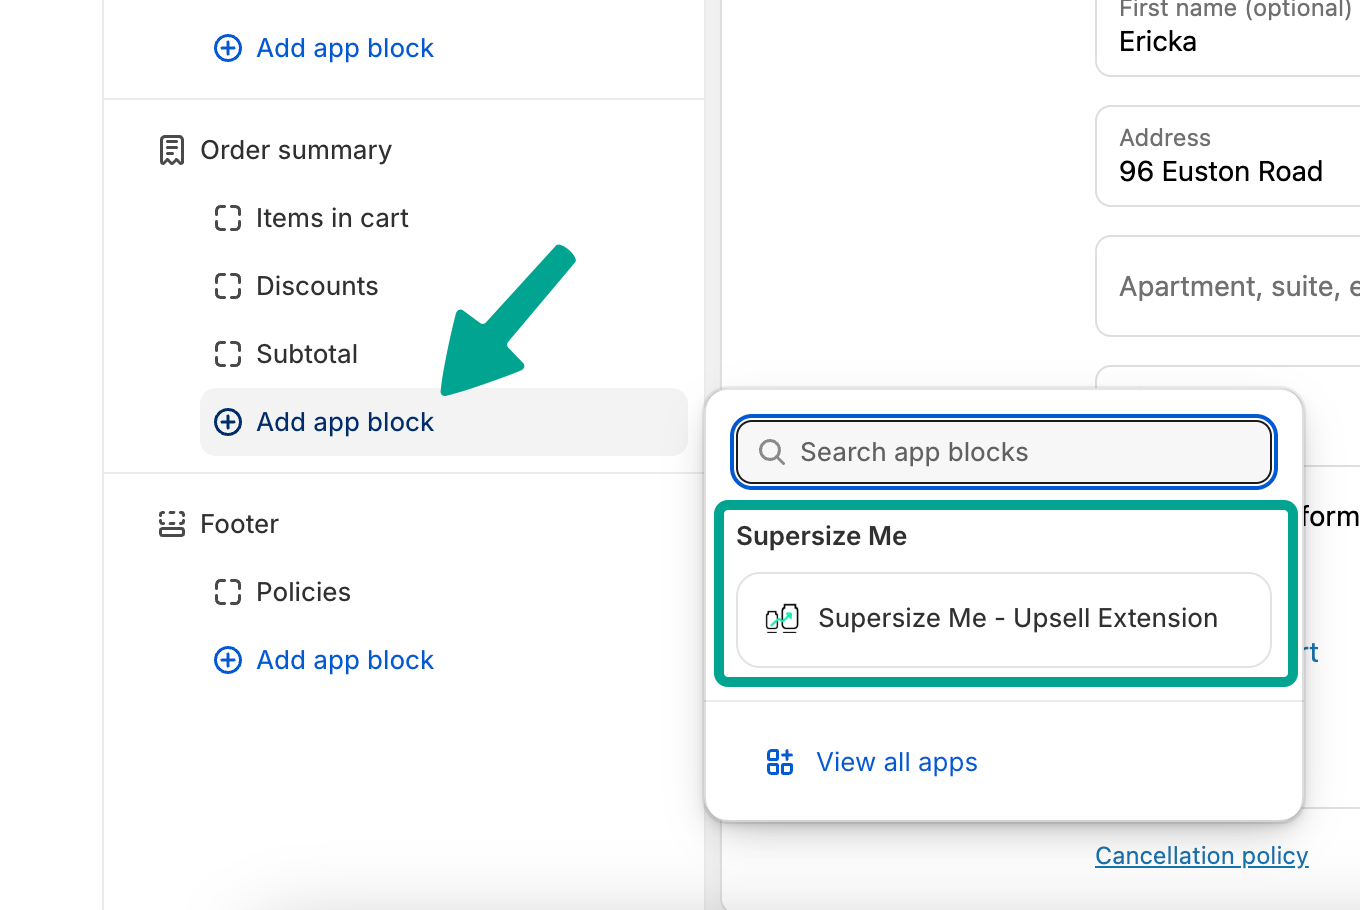 Add app block
Order summary
Items in cart
Discounts
Subtotal
Add app block
Footer
Policies
Add app block
First name (optional)
Ericka
Address
96 Euston Road
Apartment, suite, e
Search app blocks
Supersize Me
Supersize Me - Upsell Extension
View all apps
form
rt
Cancellation policy